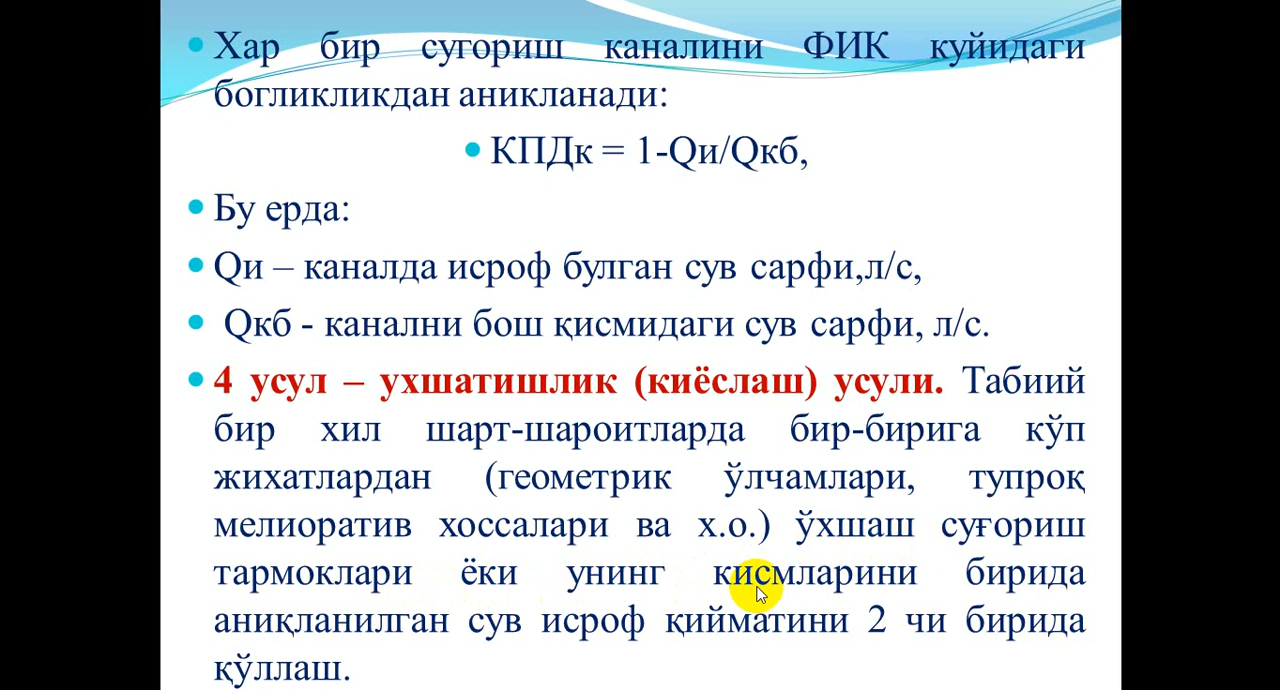 Хар бир сугориш каналини ФИК куйидаги
богликликдан аникланади:
КПДк = 1-Qи/Qкб,
Бу ерда:
Qи – каналда исроф булган сув сарфи,л/с,
Qкб - канални бош қисмидаги сув сарфи, л/с.
4 усул – ухшатишлик (киёслаш) усули. Табиий
бир хил шарт-шароитларда бир-бирига кўп
жихатлардан (геометрик ўлчамлари, тупроқ
мелиоратив хоссалари ва х.о.) ўхшаш суғориш
тармоклари ёки унинг кисмларини бирида
аниқланилган сув исроф қийматини 2 чи бирида
қўллаш.